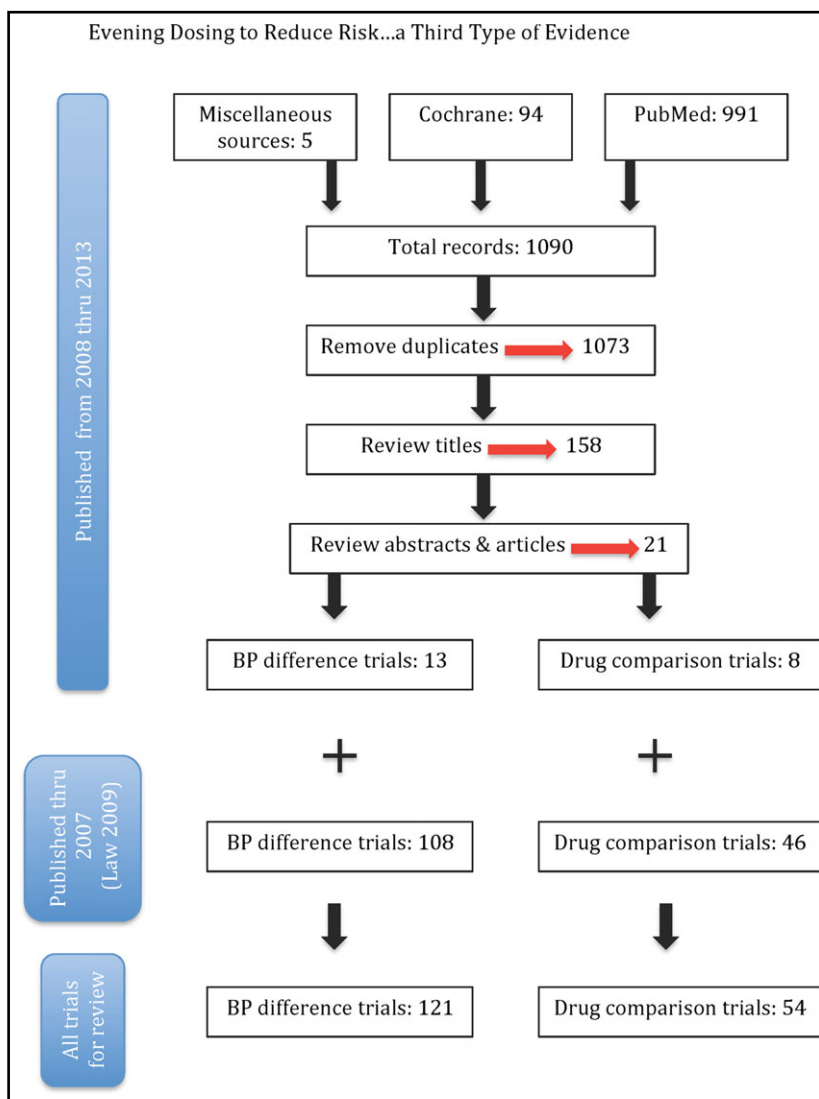 Evening Dosing to Reduce Risk...a Third Type of Evidence
Miscellaneous
sources: 5
Cochrane: 94
PubMed: 991
Total records: 1090
Remove duplicates 1073
Review titles 158
Review abstracts & articles 21
BP difference trials: 13
Drug comparison trials: 8
Published from 2008 thru 2013
+
+
Published thru
2007
(Law 2009)
BP difference trials: 108
Drug comparison trials: 46
All trials
for review
BP difference trials: 121
Drug comparison trials: 54